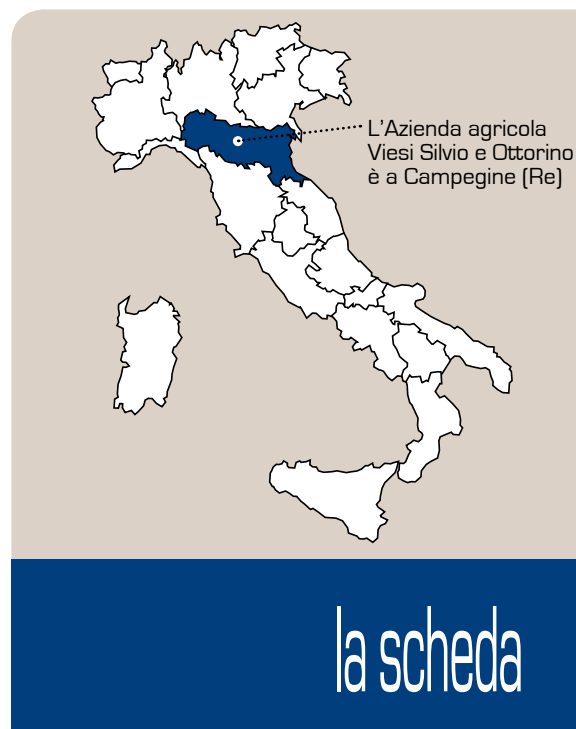 L'Azienda agricola
Viesi Silvio e Ottorino
è a Campegine (Re)
la scheda